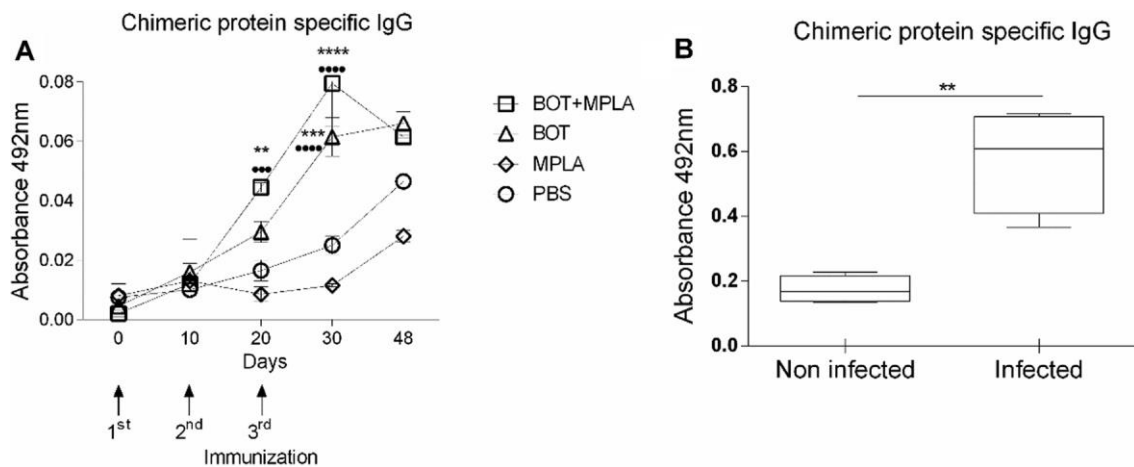 A
Chimeric protein specific IgG
Absorbance 492nm
0.08
0.06
0.04
0.02
0.00
****
●●●●
***
●●●●
**
●●●
0 10 20 30 48
Days
1st 2nd 3rd
Immunization
BOT+MPLA
BOT
MPLA
PBS
B
Chimeric protein specific IgG
Absorbance 492nm
0.8
0.6
0.4
0.2
0.0
**
Non infected Infected